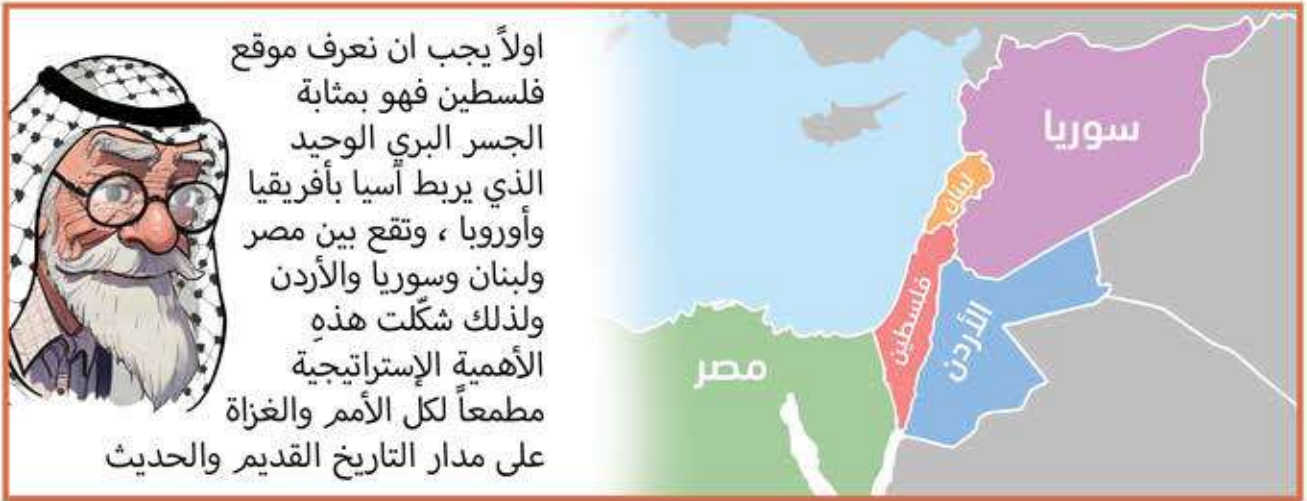 اولاً يجب ان نعرف موقع
فلسطين فهو بمثابة
الجسر البري الوحيد
الذي يربط آسيا بأفريقيا
وأوروبا ، وتقع بين مصر
ولبنان وسوريا والأردن
ولذلك شكّلت هذهِ
الأهمية الإستراتيجية
مطمعاً لكل الأمم والغزاة
على مدار التاريخ القديم والحديث
سوريا
لبنان
فلسطين
الأردن
مصر